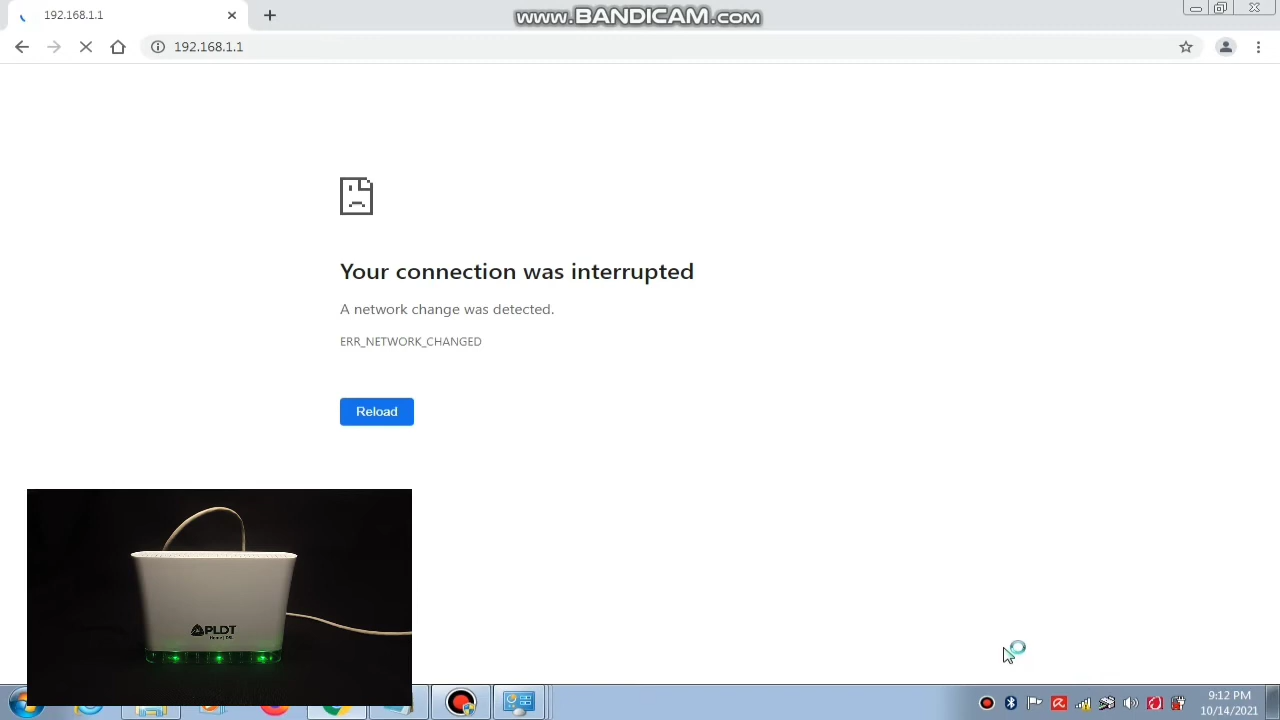 192.168.1.1
www.BANDICAM.com
192.168.1.1
Your connection was interrupted
A network change was detected.
ERR_NETWORK_CHANGED
Reload
PLDT
9:12 PM
10/14/2021